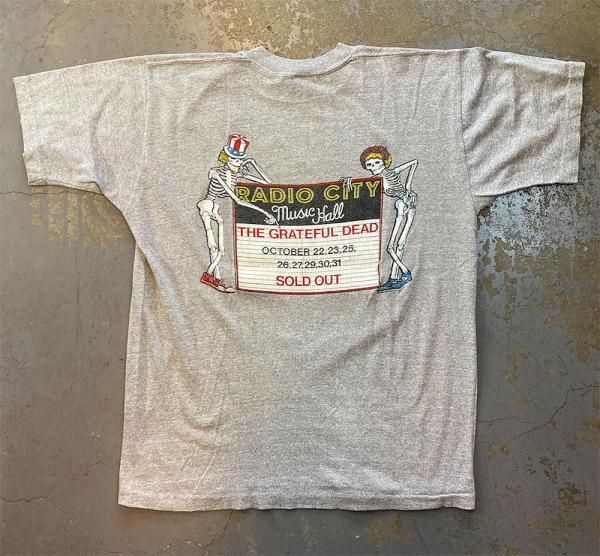 RADIO CITY
Music Hall
THE GRATEFUL DEAD
OCTOBER 22,23,25,
26,27,29,30,31
SOLD OUT